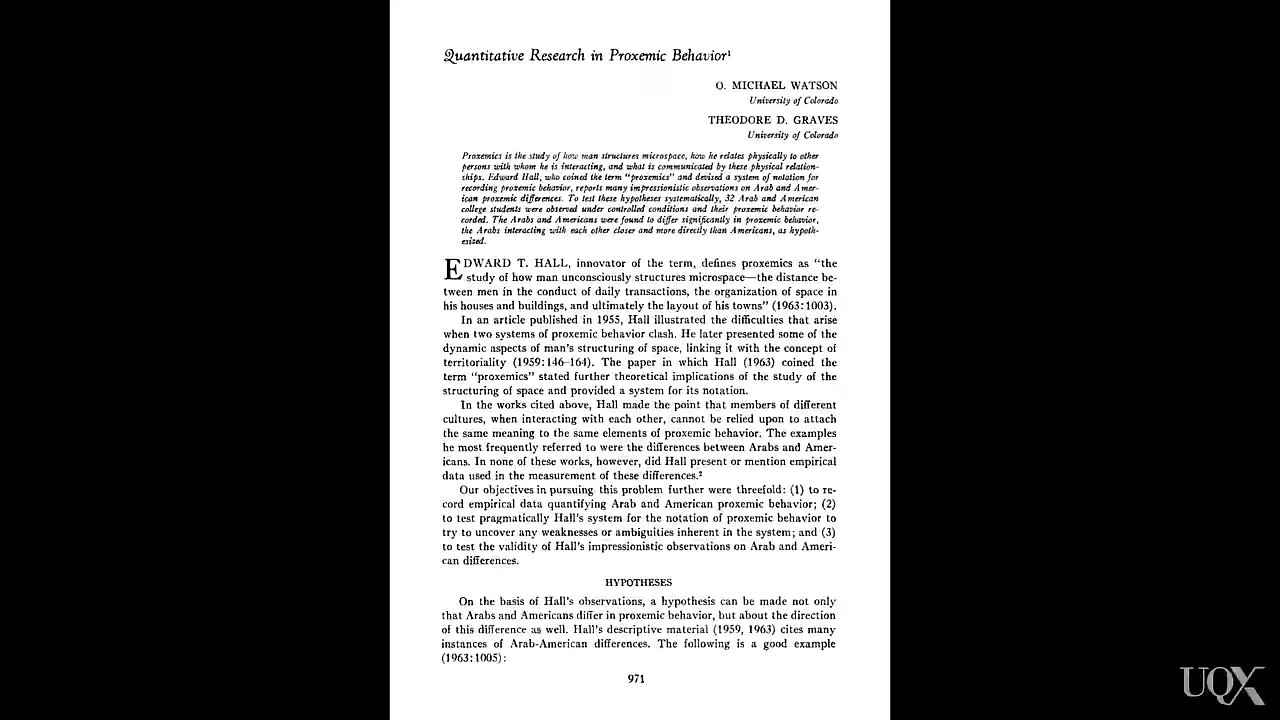 Quantitative Research in Proxemic Behavior¹
O. MICHAEL WATSON
University of Colorado
THEODORE D. GRAVES
University of Colorado
Proxemics is the study of how man structures microspace, how he relates physically to other
persons with whom he is interacting, and what is communicated by these physical relation-
ships. Edward Hall, who coined the term "proxemics" and devised a system of notation for
recording proxemic behavior, reports many impressionistic observations on Arab and Amer-
ican proxemic differences. To test these hypotheses systematically, 32 Arab and American
college students were observed under controlled conditions and their proxemic behavior re-
corded. The Arabs and Americans were found to differ significantly in proxemic behavior,
the Arabs interacting with each other closer and more directly than Americans, as hypoth-
esized.
EDWARD T. HALL, innovator of the term, defines proxemics as "the
study of how man unconsciously structures microspace—the distance be-
tween men in the conduct of daily transactions, the organization of space in
his houses and buildings, and ultimately the layout of his towns" (1963:1003).
In an article published in 1955, Hall illustrated the difficulties that arise
when two systems of proxemic behavior clash. He later presented some of the
dynamic aspects of man's structuring of space, linking it with the concept of
territoriality (1959:146–164). The paper in which Hall (1963) coined the
term "proxemics" stated further theoretical implications of the study of the
structuring of space and provided a system for its notation.
In the works cited above, Hall made the point that members of different
cultures, when interacting with each other, cannot be relied upon to attach
the same meaning to the same elements of proxemic behavior. The examples
he most frequently referred to were the differences between Arabs and Amer-
icans. In none of these works, however, did Hall present or mention empirical
data used in the measurement of these differences.²
Our objectives in pursuing this problem further were threefold: (1) to re-
cord empirical data quantifying Arab and American proxemic behavior; (2)
to test pragmatically Hall's system for the notation of proxemic behavior to
try to uncover any weaknesses or ambiguities inherent in the system; and (3)
to test the validity of Hall's impressionistic observations on Arab and Ameri-
can differences.
HYPOTHESES
On the basis of Hall's observations, a hypothesis can be made not only
that Arabs and Americans differ in proxemic behavior, but about the direction
of this difference as well. Hall's descriptive material (1959, 1963) cites many
instances of Arab-American differences. The following is a good example
(1963:1005):
971
UQX